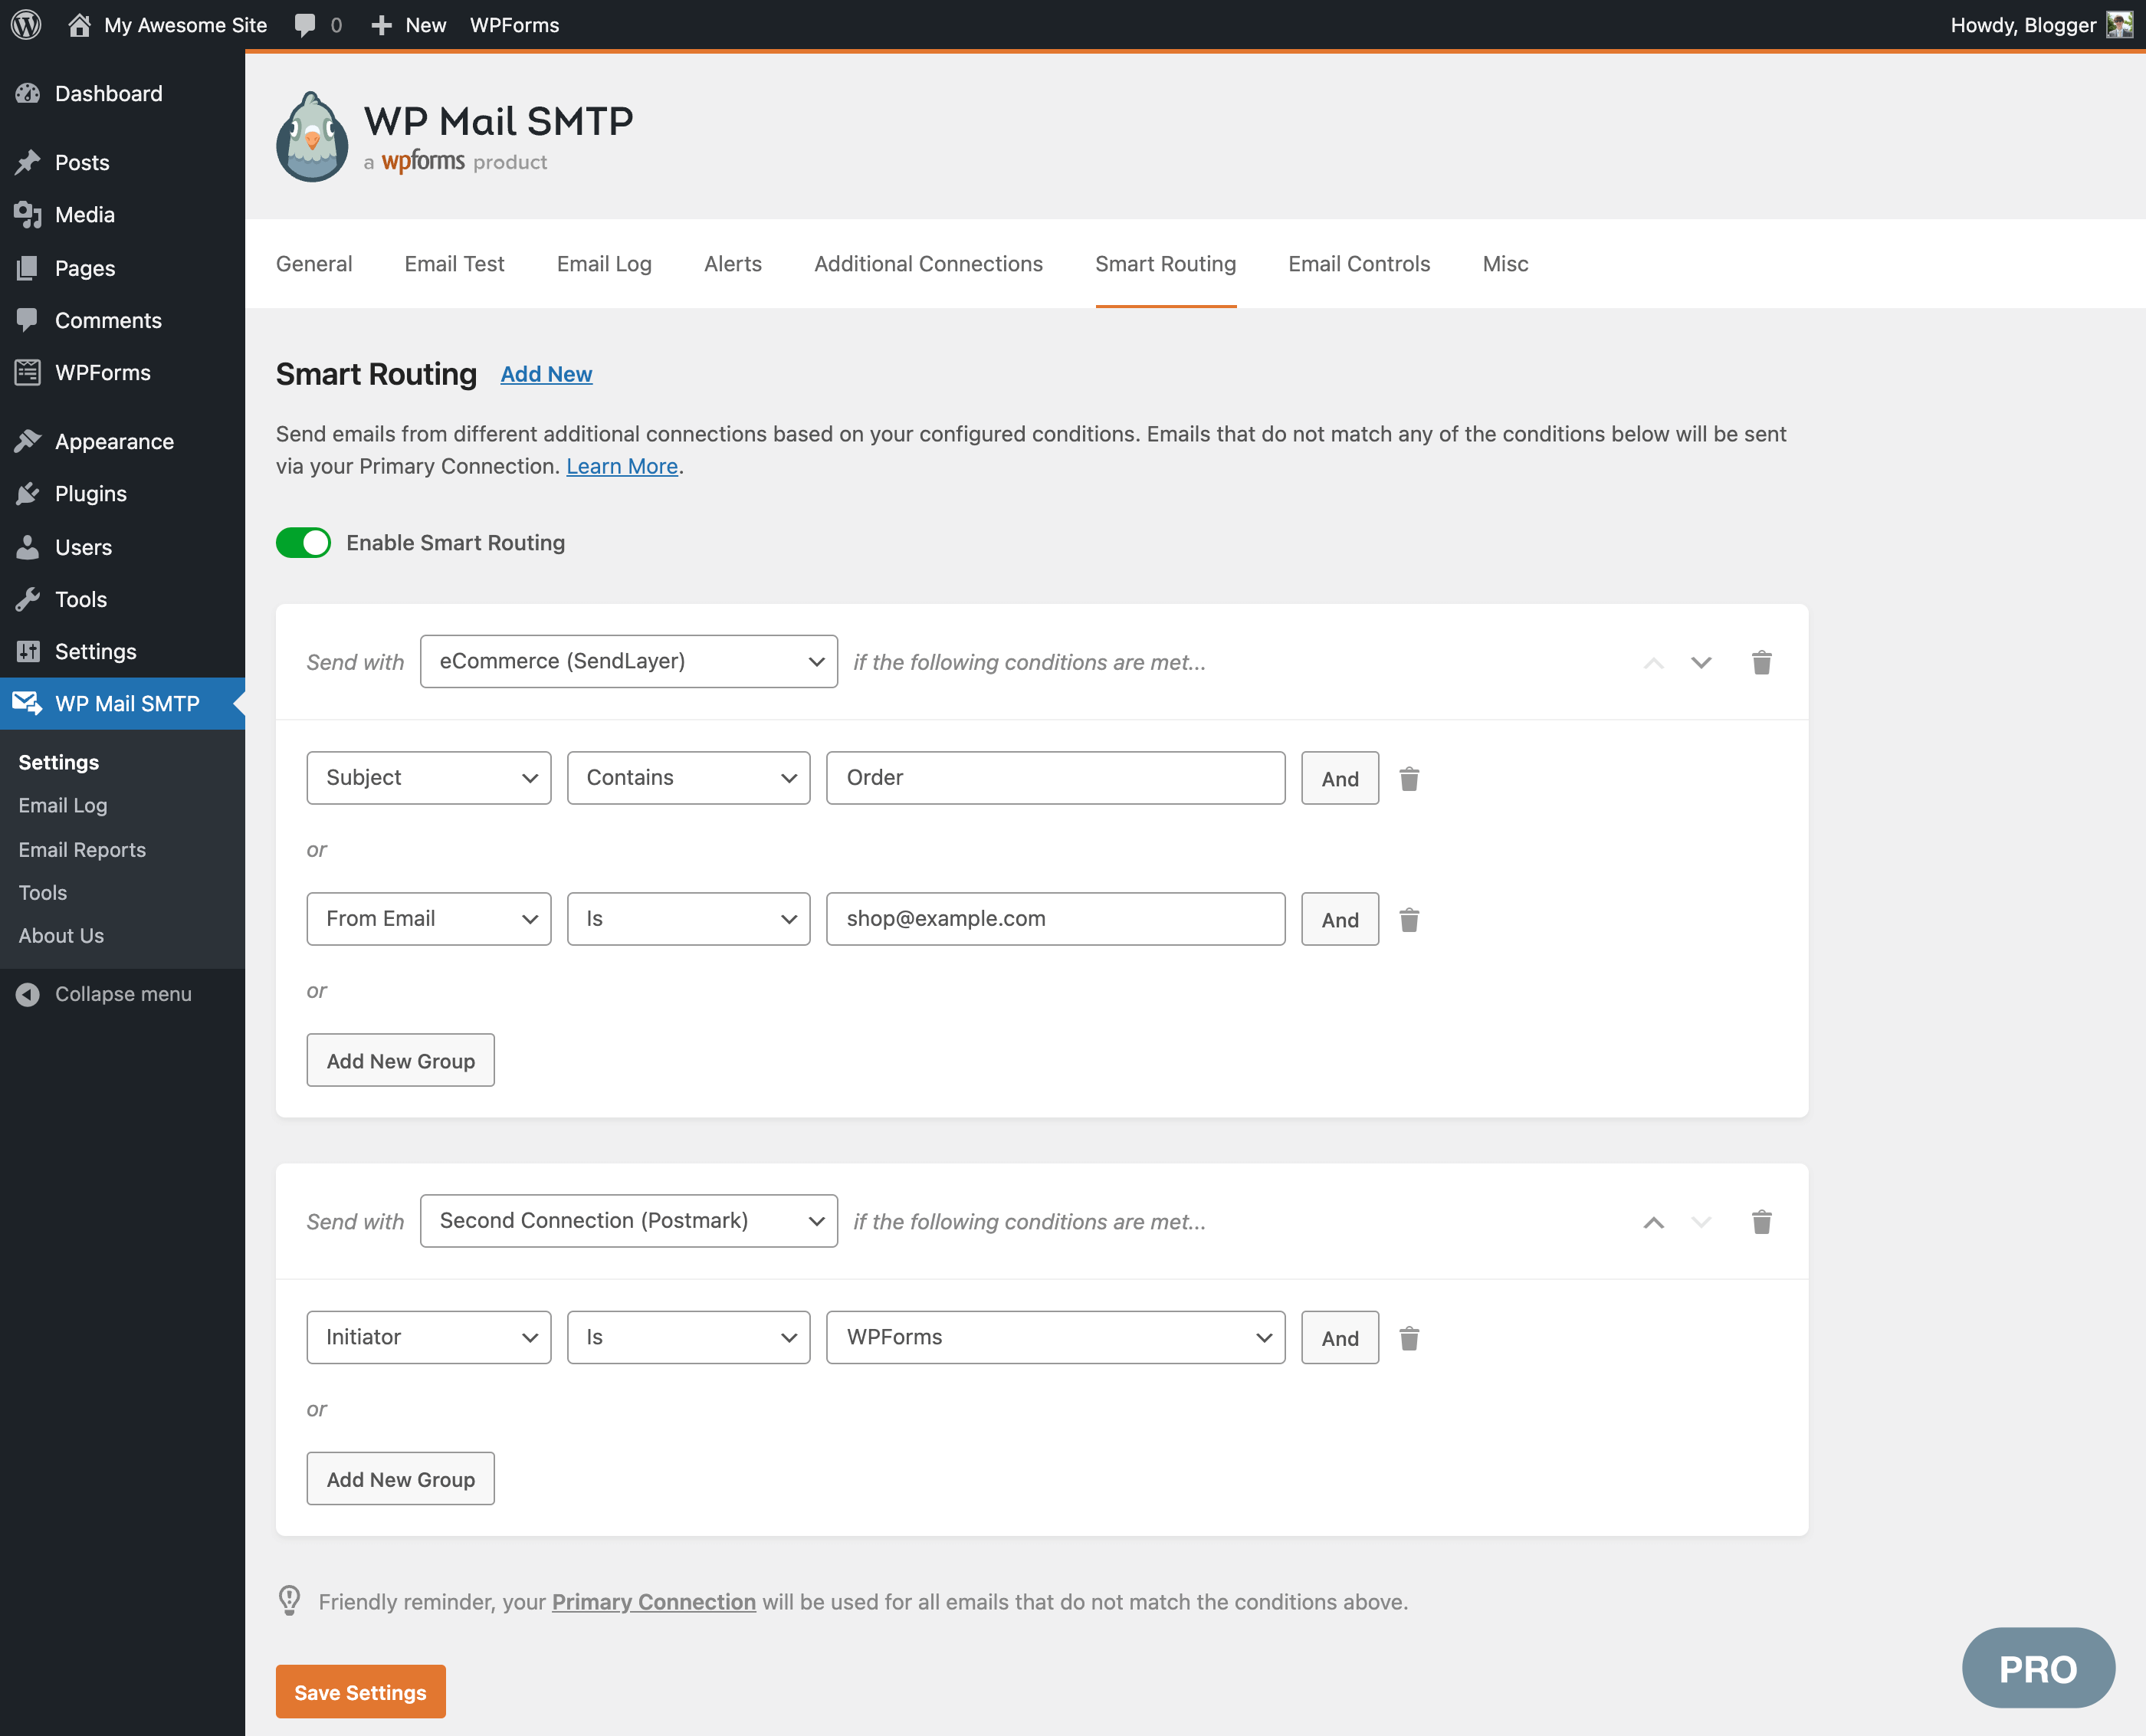 My Awesome Site 0 New WPForms Howdy, Blogger
Dashboard
Posts
Media
Pages
Comments
WPForms
Appearance
Plugins
Users
Tools
Settings
WP Mail SMTP
Settings
Email Log
Email Reports
Tools
About Us
Collapse menu
WP Mail SMTP
a wpforms product
General Email Test Email Log Alerts Additional Connections Smart Routing Email Controls Misc
Smart Routing Add New
Send emails from different additional connections based on your configured conditions. Emails that do not match any of the conditions below will be sent
via your Primary Connection. Learn More.
Enable Smart Routing
Send with eCommerce (SendLayer) if the following conditions are met...
Subject Contains Order And
or
From Email Is shop@example.com And
or
Add New Group
Send with Second Connection (Postmark) if the following conditions are met...
Initiator Is WPForms And
or
Add New Group
Friendly reminder, your Primary Connection will be used for all emails that do not match the conditions above.
Save Settings
PRO